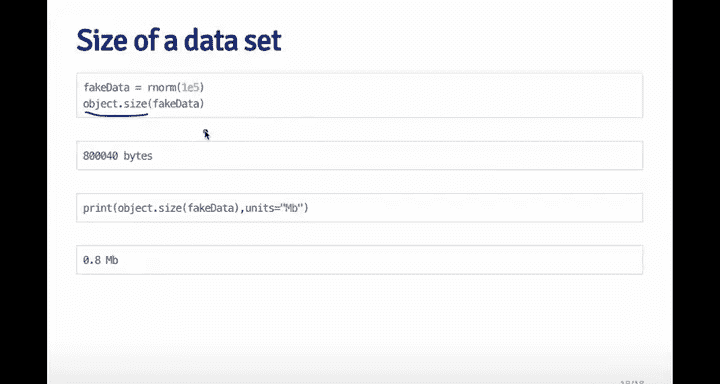 Size of a data set
fakeData = rnorm(1e5)
object.size(fakeData)
800040 bytes
print(object.size(fakeData),units="Mb")
0.8 Mb